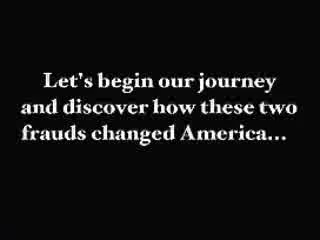 Let's begin our journey
and discover how these two
frauds changed America...